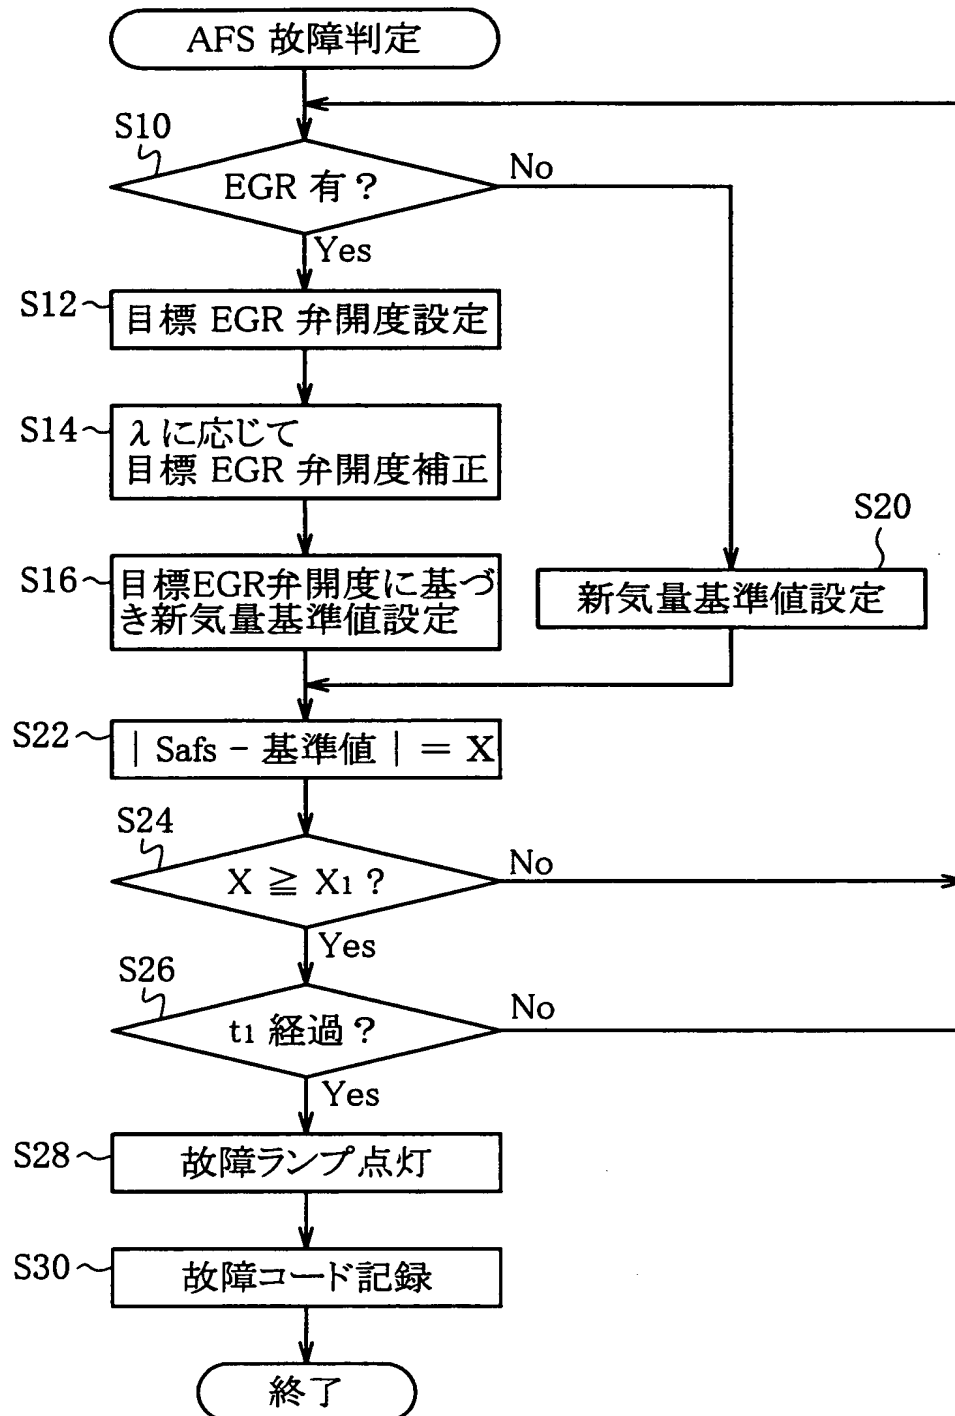 AFS 故障判定
S10
EGR 有？
No
Yes
S12
目標 EGR 弁開度設定
S14
λに応じて
目標 EGR 弁開度補正
S16
目標EGR弁開度に基づ
き新気量基準値設定
S20
新気量基準値設定
S22
| Safs - 基準値 | = X
S24
X ≧ X1 ?
No
Yes
S26
t1 経過？
No
Yes
S28
故障ランプ点灯
S30
故障コード記録
終了